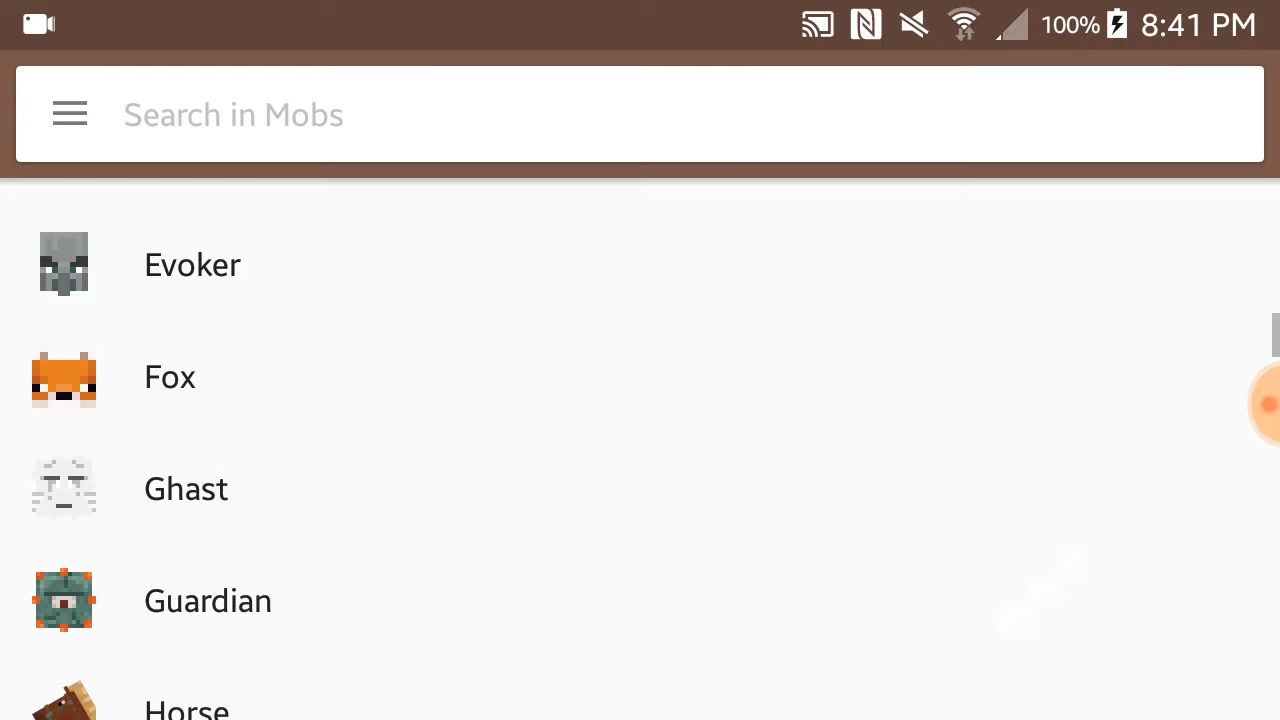 100% 8:41 PM
Search in Mobs
Evoker
Fox
Ghast
Guardian
Horse